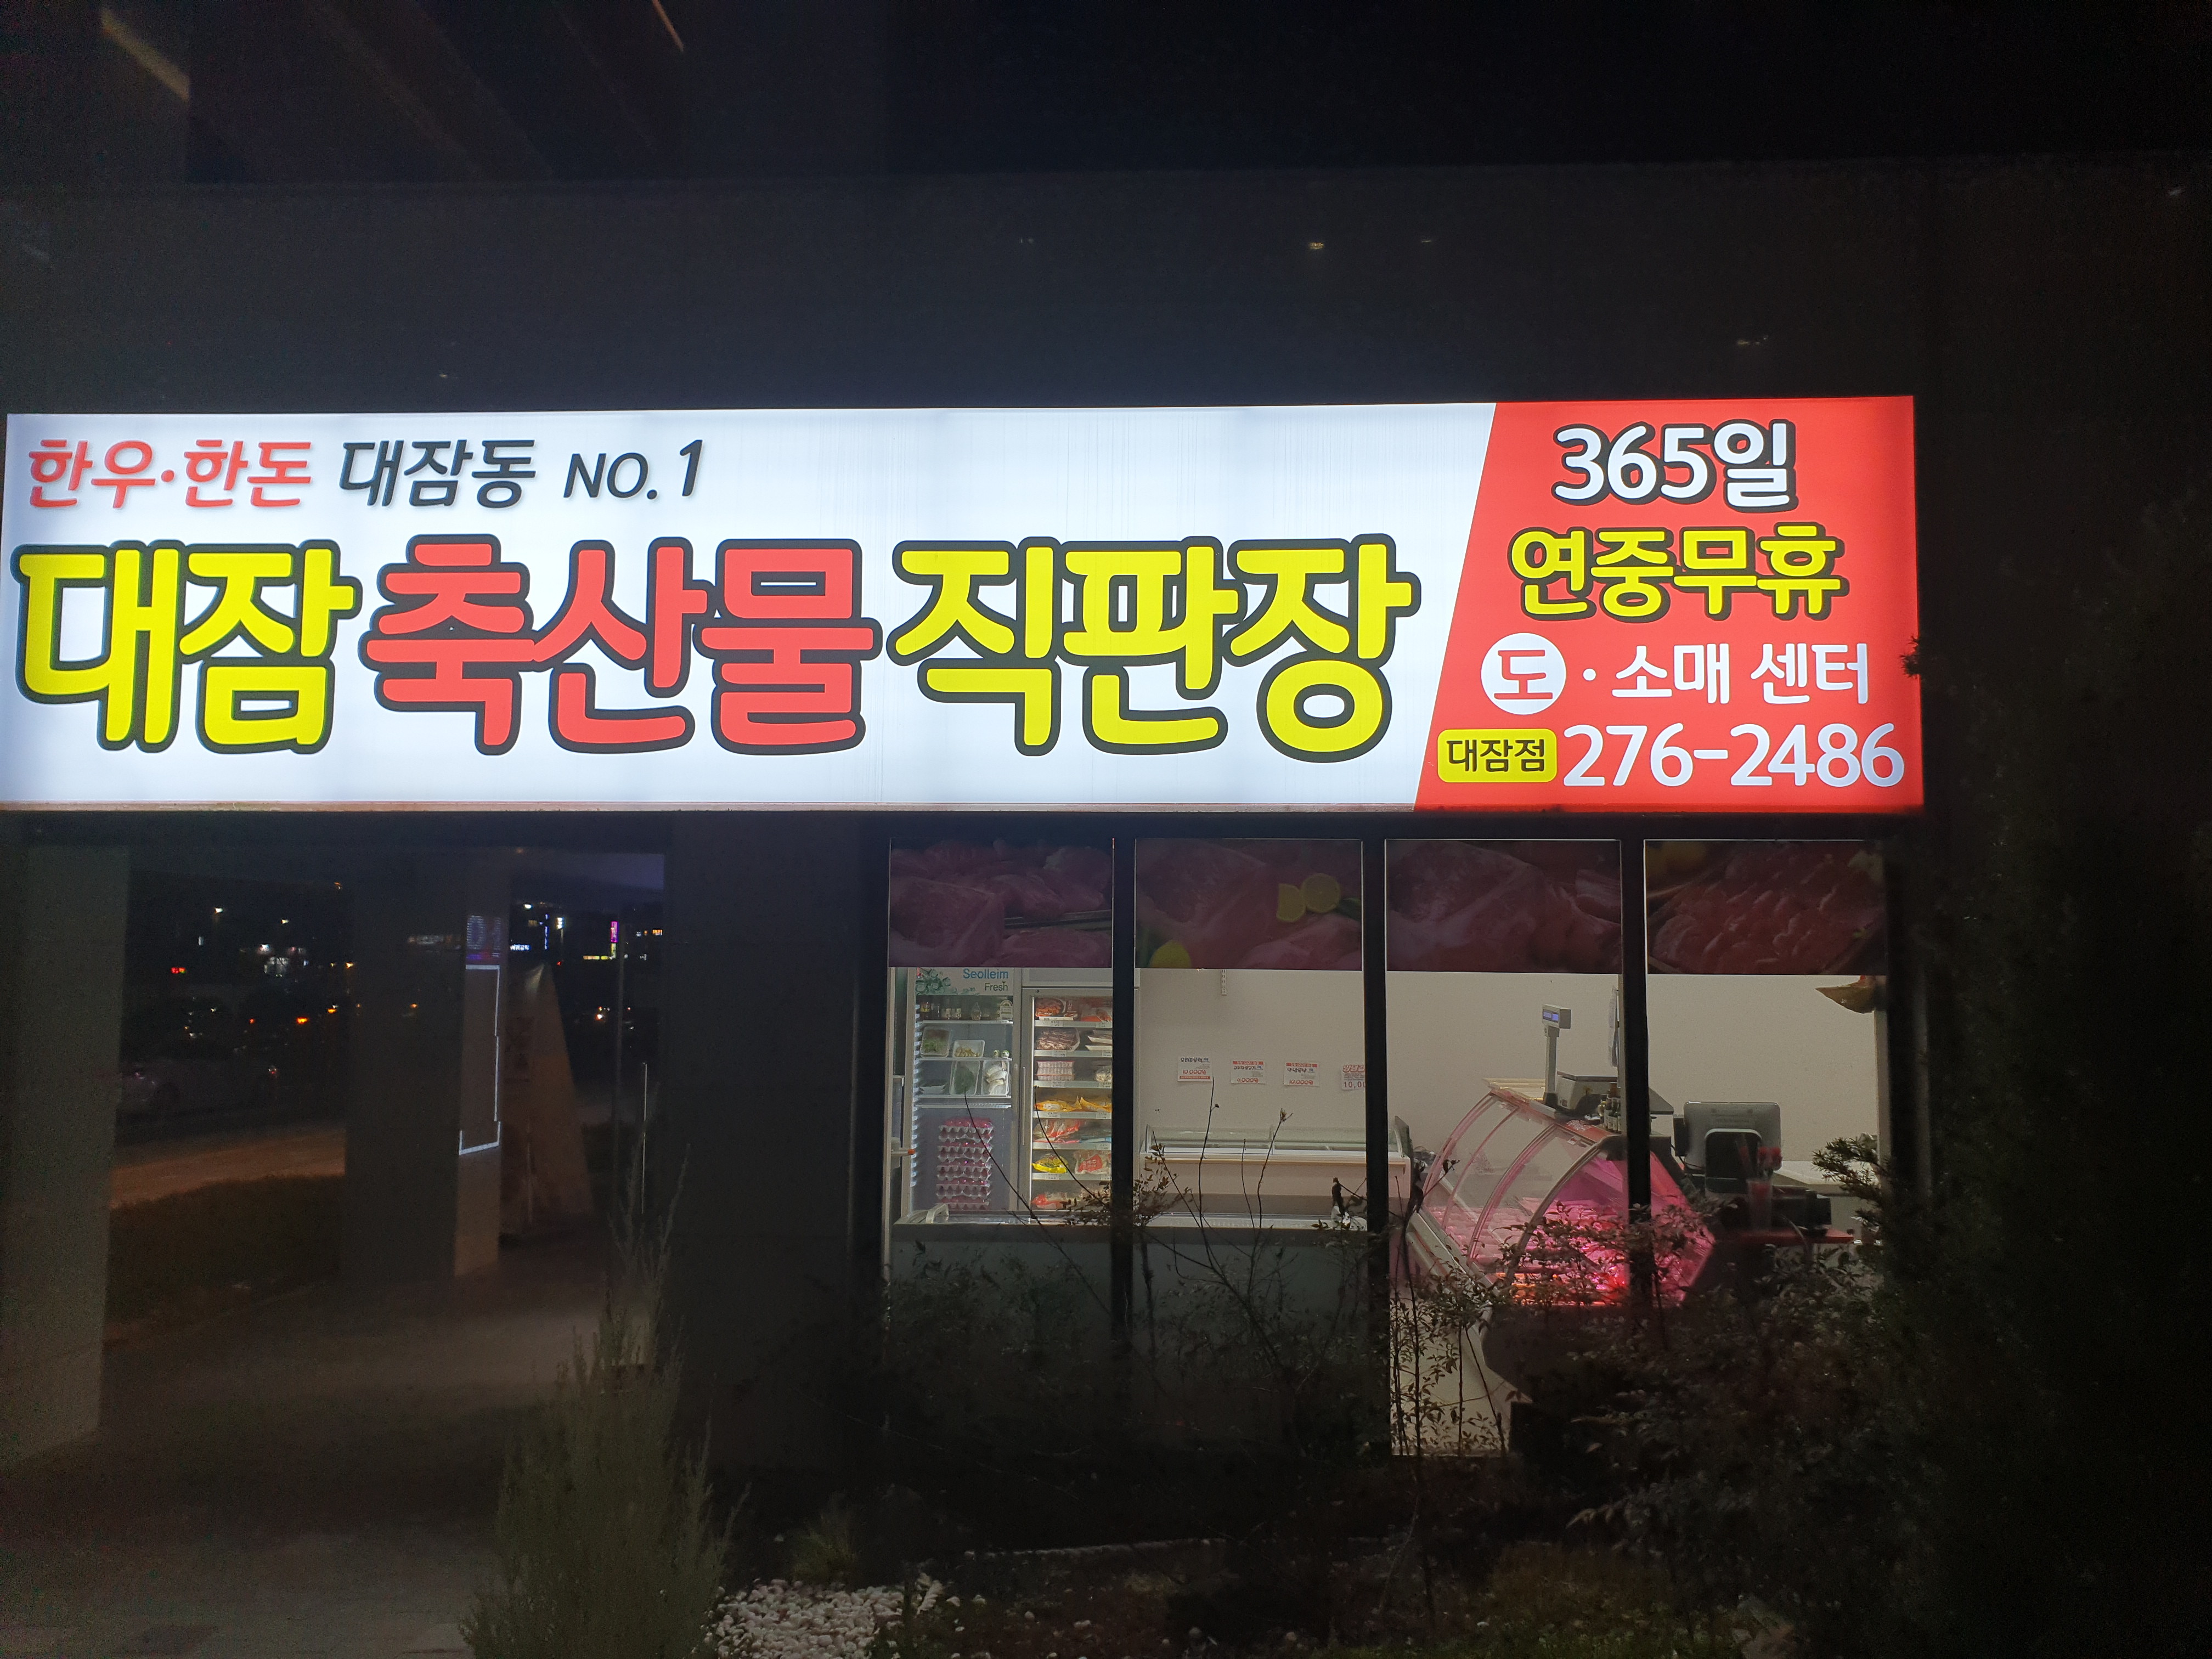 한우·한돈 대잠동 NO.1
대잠축산물직판장
365일
연중무휴
도·소매 센터
대잠점 276-2486
Seolleim
Fresh